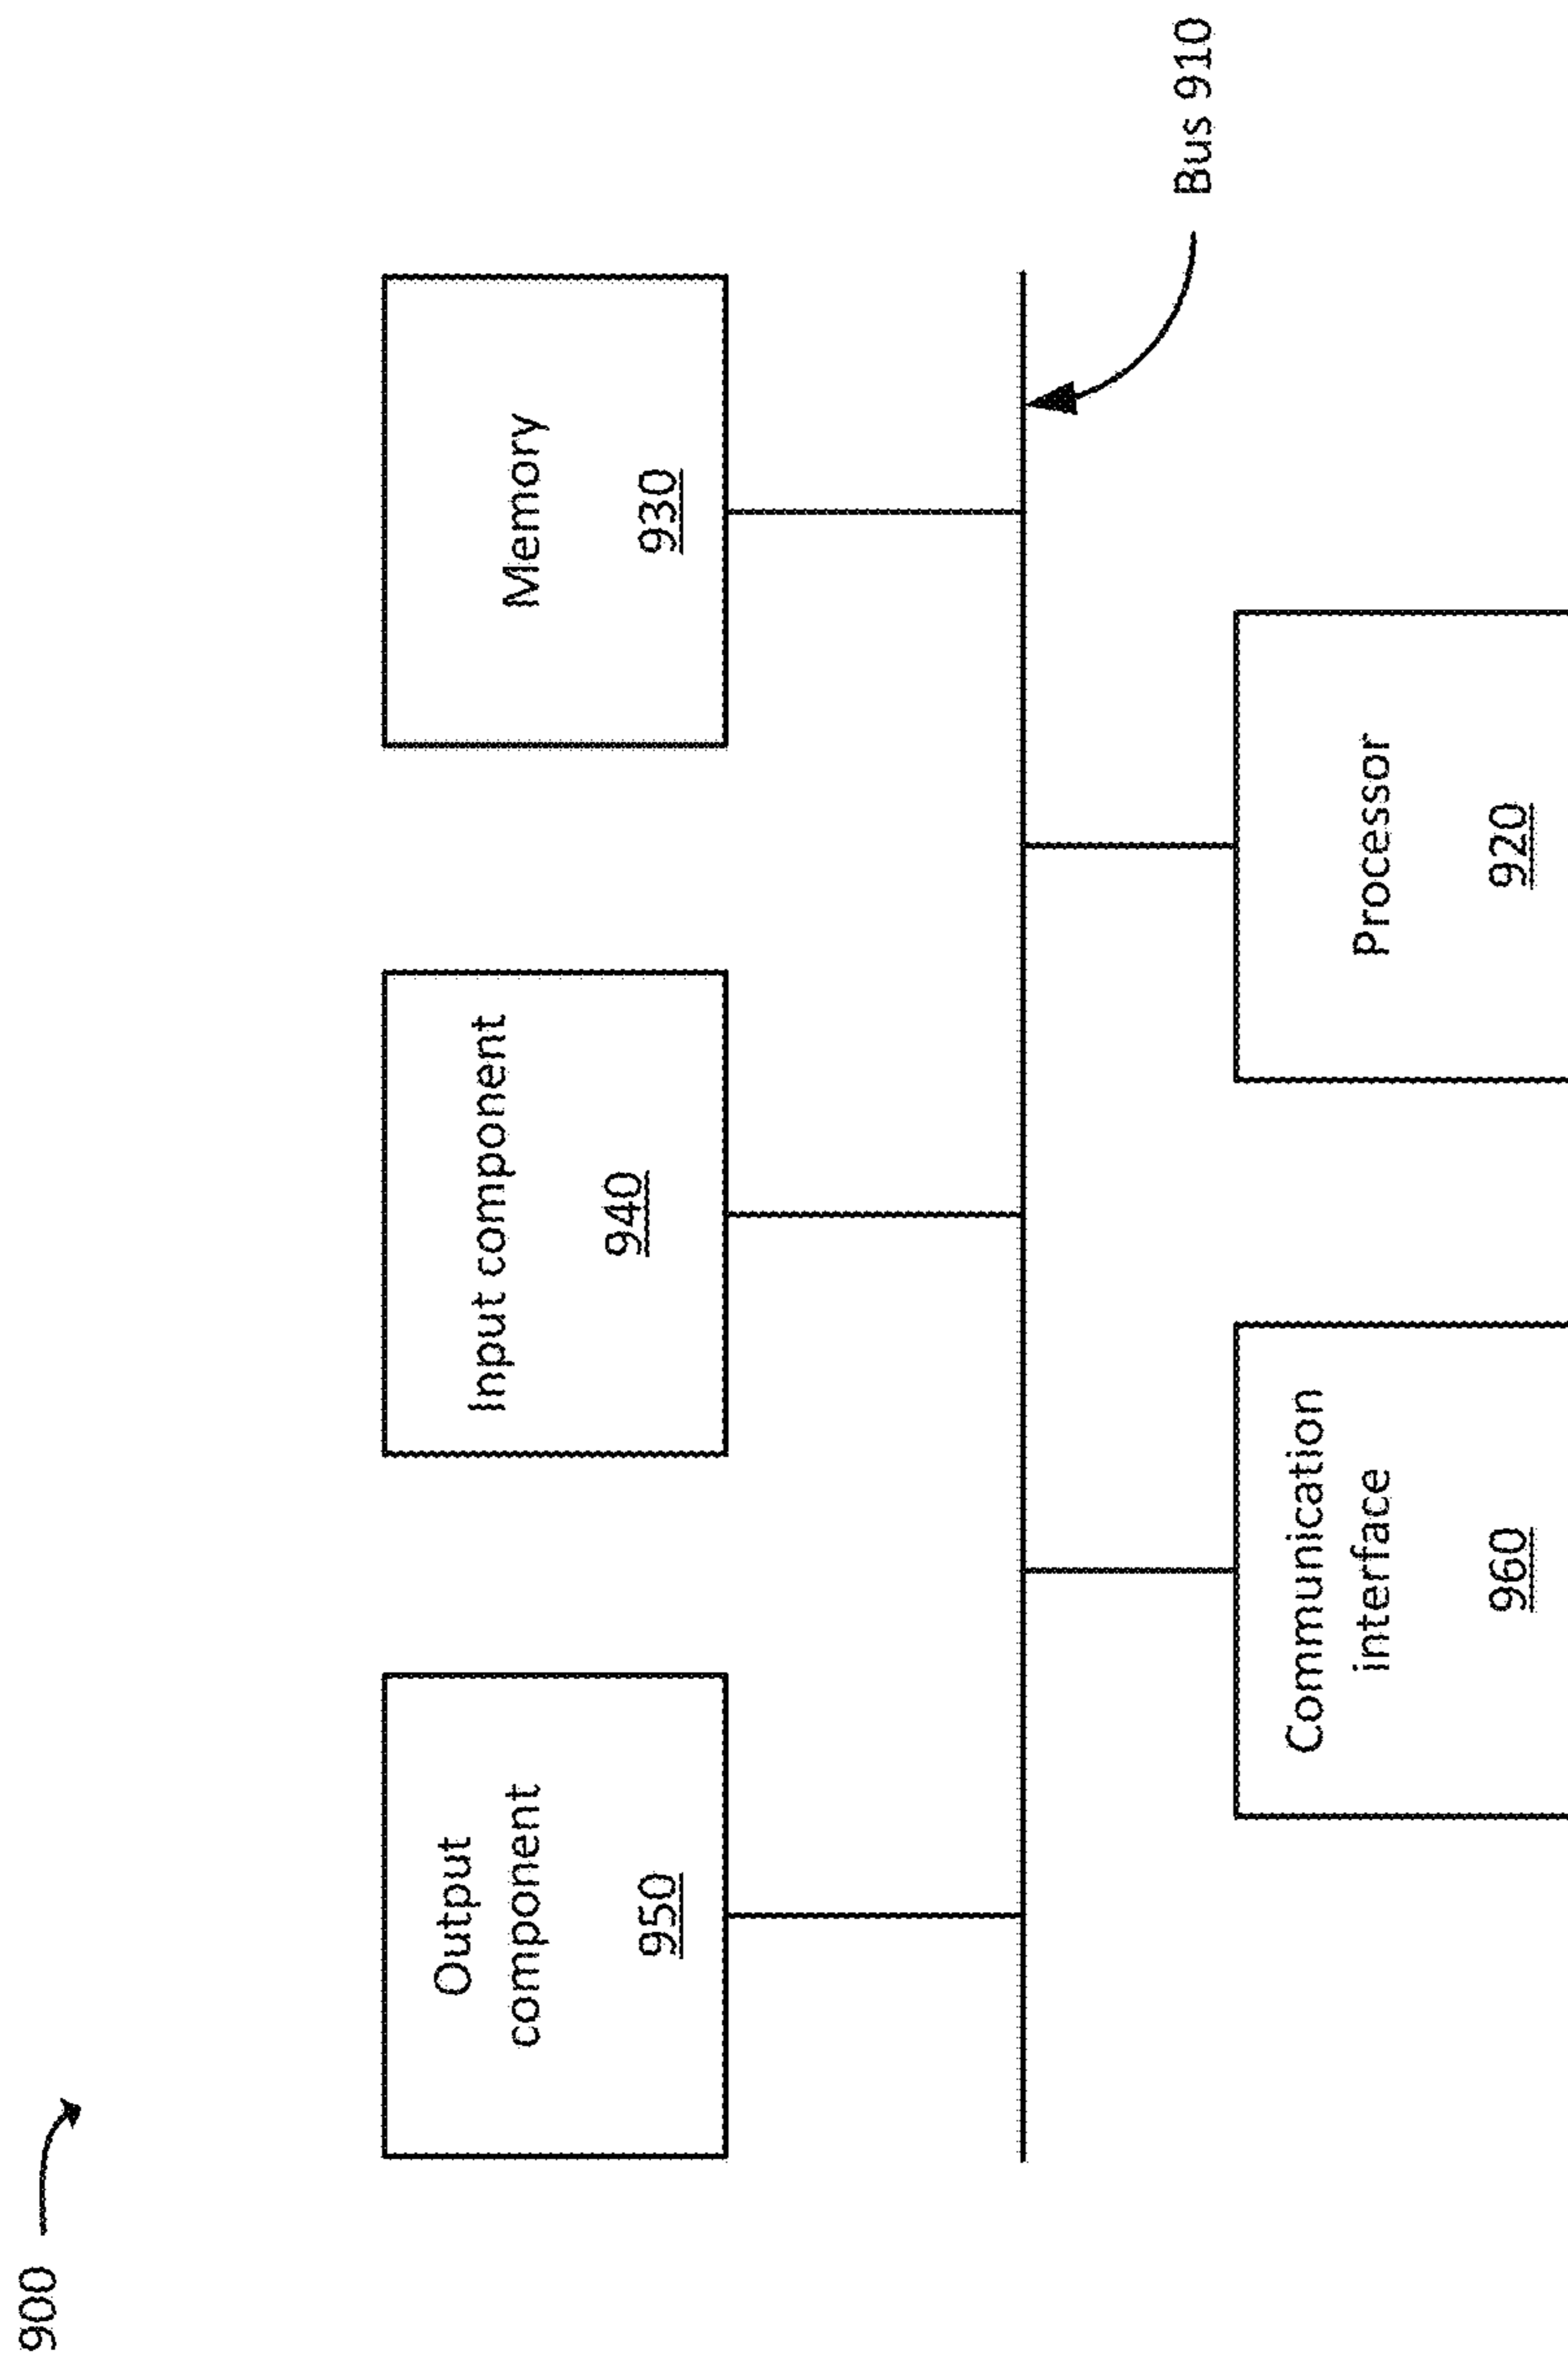 900
Output
component
950
Input component
940
Memory
930
Bus 910
Communication
interface
960
Processor
920